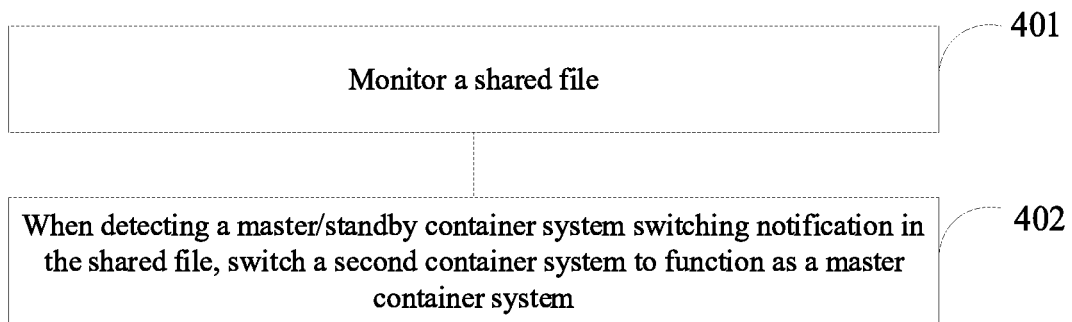 401
Monitor a shared file
402
When detecting a master/standby container system switching notification in
the shared file, switch a second container system to function as a master
container system